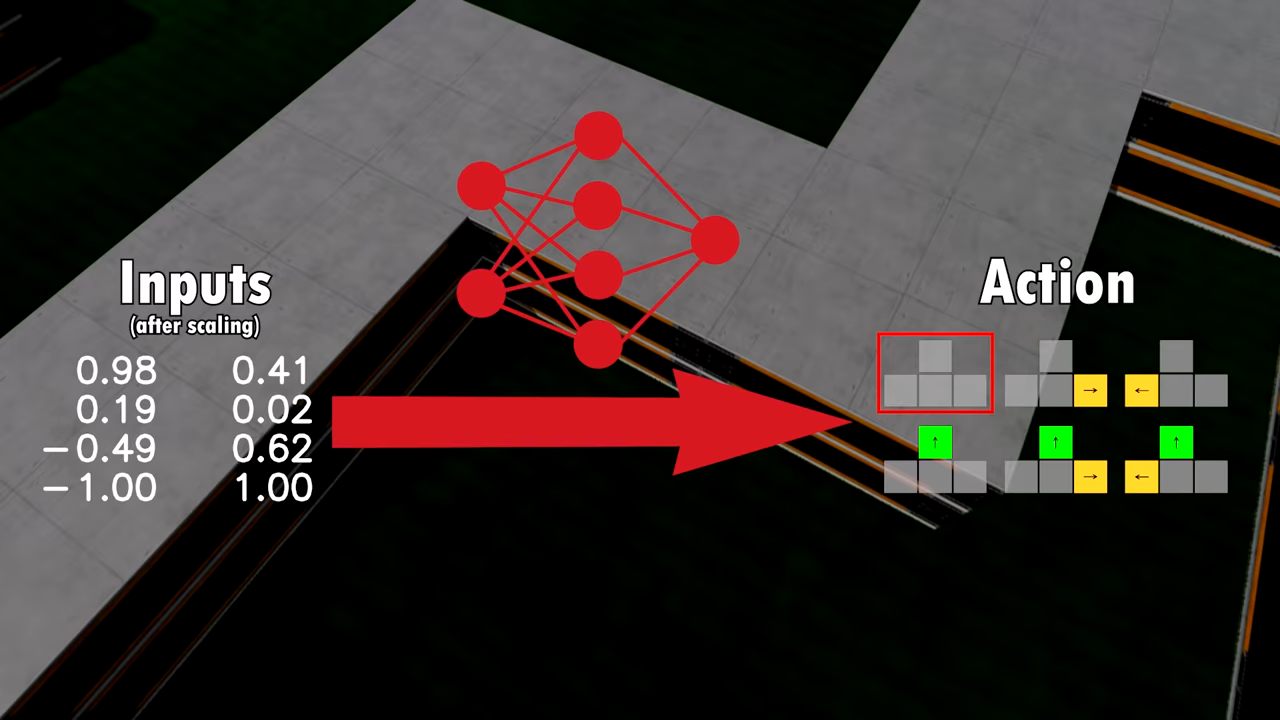 Inputs
(after scaling)
0.98 0.41
0.19 0.02
−0.49 0.62
−1.00 1.00
Action
→ ←
↑ ↑ ↑
→ ←